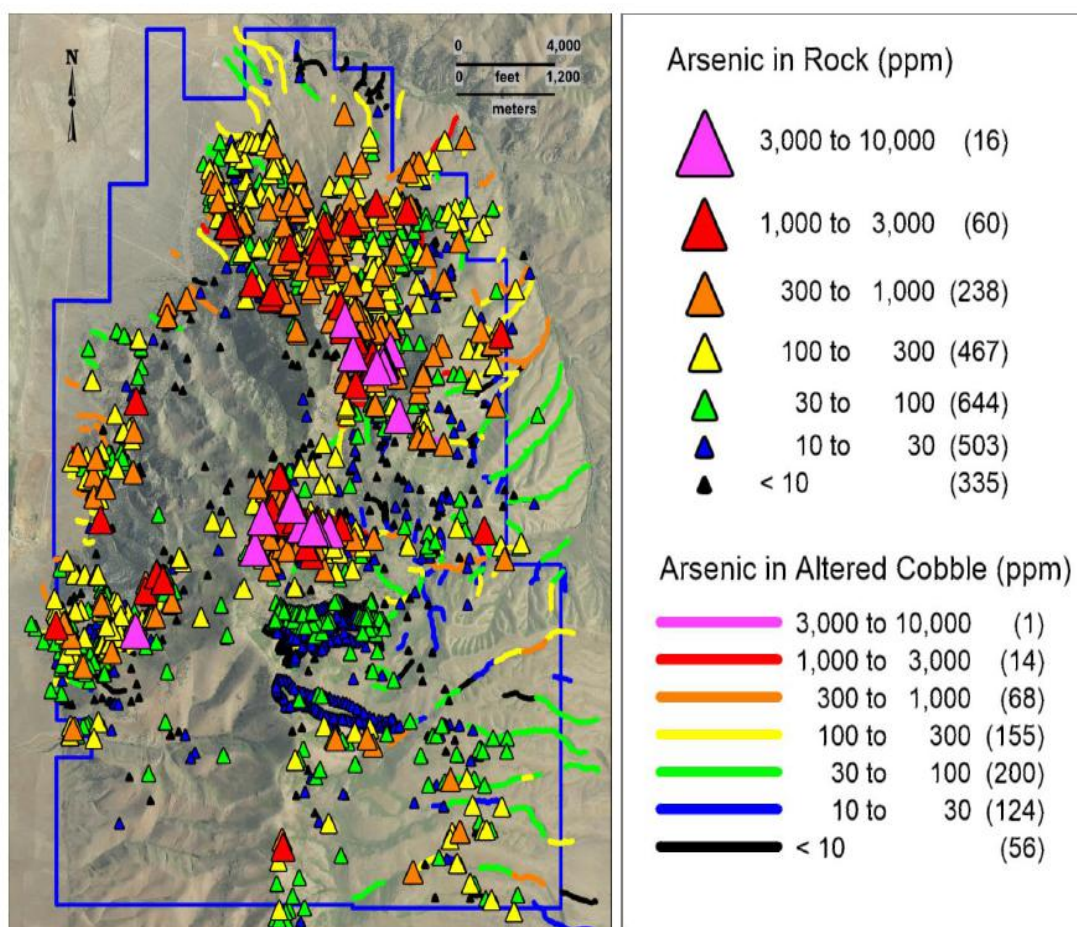 N
0 4,000
feet
0 1,200
meters
Arsenic in Rock (ppm)
3,000 to 10,000 (16)
1,000 to 3,000 (60)
300 to 1,000 (238)
100 to 300 (467)
30 to 100 (644)
10 to 30 (503)
< 10 (335)
Arsenic in Altered Cobble (ppm)
3,000 to 10,000 (1)
1,000 to 3,000 (14)
300 to 1,000 (68)
100 to 300 (155)
30 to 100 (200)
10 to 30 (124)
< 10 (56)